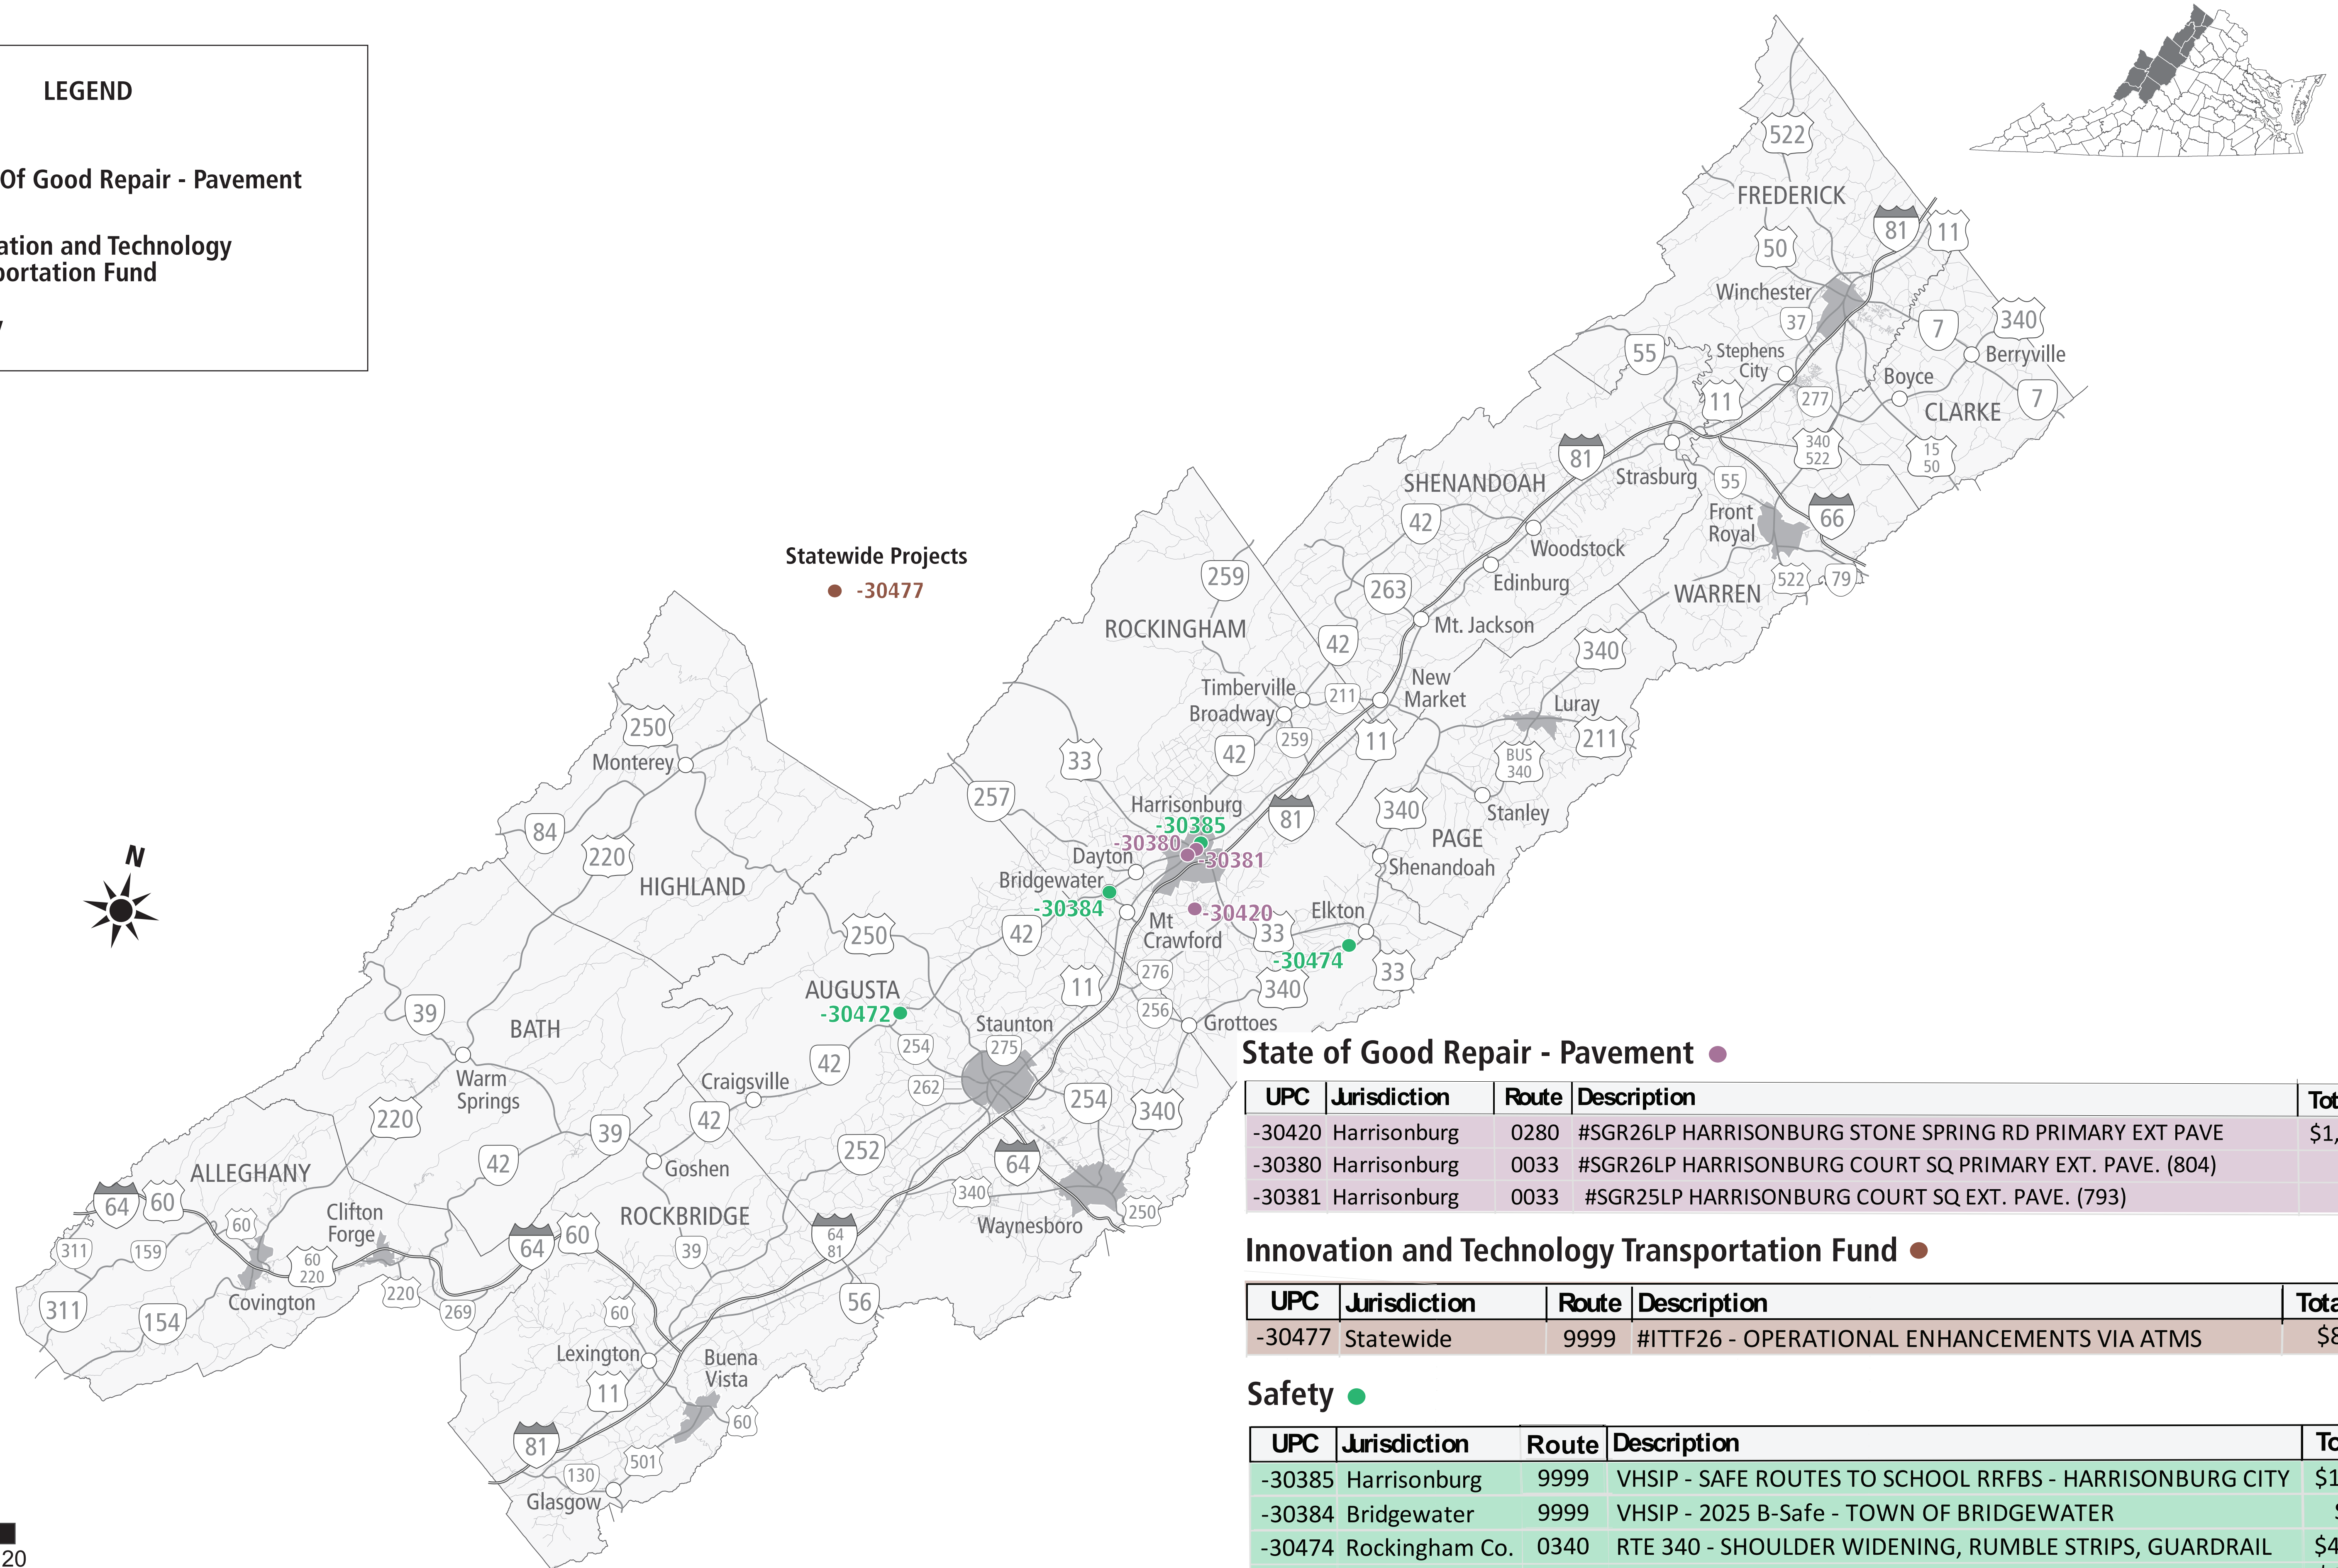 LEGEND
Of Good Repair - Pavement
ation and Technology
portation Fund
522
FREDERICK
81
11
50
Winchester
37
7
340
Berryville
55
Stephens
City
11
277
Boyce
CLARKE
7
81
340
522
15
50
SHENANDOAH
Strasburg
55
42
Front
Royal
66
Woodstock
Statewide Projects
-30477
259
263
Edinburg
522
79
WARREN
ROCKINGHAM
42
Mt. Jackson
340
Timberville
211
New
Market
Luray
Broadway
250
Monterey
33
42
259
11
BUS
340
211
257
Harrisonburg
-30385
81
340
Stanley
84
-30380
PAGE
220
Dayton
-30381
Shenandoah
HIGHLAND
Bridgewater
-30384
-30420
Elkton
N
250
42
Mt
Crawford
33
-30474
33
AUGUSTA
-30472
11
276
340
39
BATH
256
Grottoes
Staunton
254
275
42
Warm
Springs
Craigsville
262
254
340
220
42
39
252
64
ALLEGHANY
42
Goshen
64
60
340
250
Waynesboro
60
Clifton
Forge
ROCKBRIDGE
311
159
64
60
39
64
81
60
220
311
154
Covington
220
269
60
56
Lexington
Buena
Vista
11
60
81
501
130
Glasgow
20
State of Good Repair - Pavement
UPC Jurisdiction Route Description
-30420 Harrisonburg 0280 #SGR26LP HARRISONBURG STONE SPRING RD PRIMARY EXT PAVE $1,
-30380 Harrisonburg 0033 #SGR26LP HARRISONBURG COURT SQ PRIMARY EXT. PAVE. (804)
-30381 Harrisonburg 0033 #SGR25LP HARRISONBURG COURT SQ EXT. PAVE. (793)
Innovation and Technology Transportation Fund
UPC Jurisdiction Route Description Tota
-30477 Statewide 9999 #ITTF26 - OPERATIONAL ENHANCEMENTS VIA ATMS $8
Safety
UPC Jurisdiction Route Description To
-30385 Harrisonburg 9999 VHSIP - SAFE ROUTES TO SCHOOL RRFBS - HARRISONBURG CITY $1
-30384 Bridgewater 9999 VHSIP - 2025 B-Safe - TOWN OF BRIDGEWATER $
-30474 Rockingham Co. 0340 RTE 340 - SHOULDER WIDENING, RUMBLE STRIPS, GUARDRAIL $4